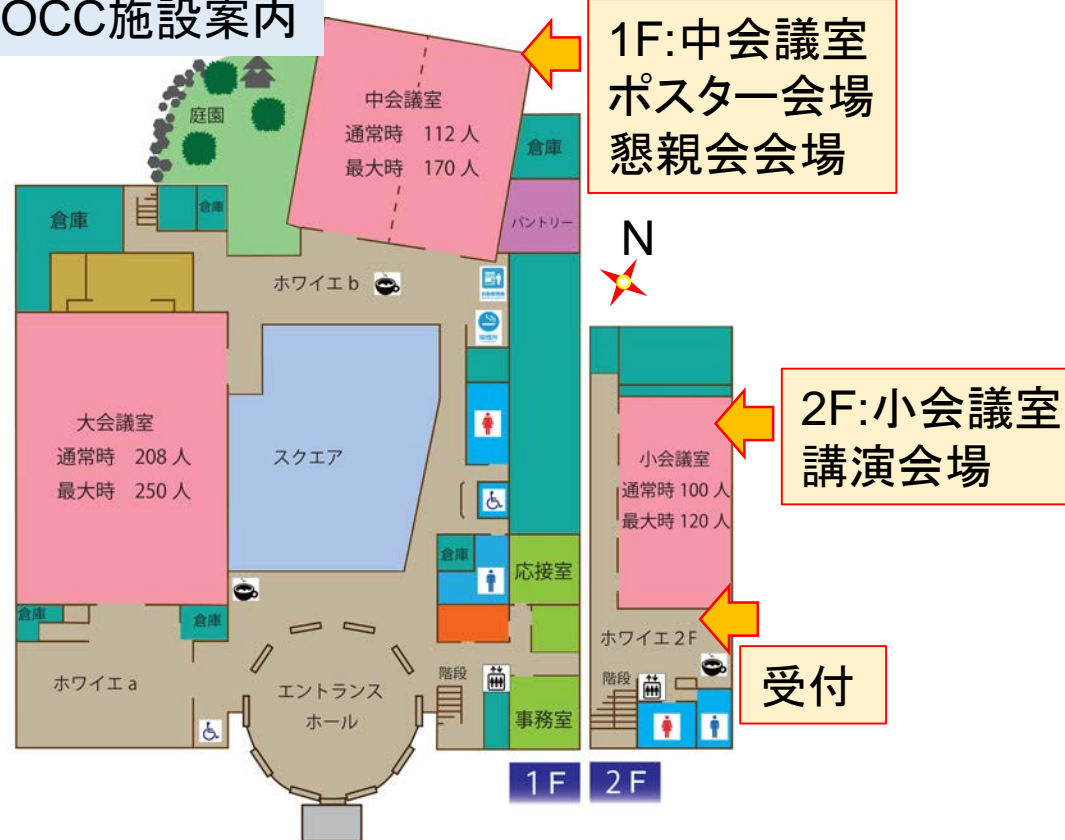 OCC施設案内
1F:中会議室
ポスター会場
懇親会会場
中会議室
通常時 112 人
最大時 170 人
庭園
倉庫
パントリー
倉庫
倉庫
ホワイエ b
N
大会議室
通常時 208 人
最大時 250 人
スクエア
2F:小会議室
講演会場
小会議室
通常時 100 人
最大時 120 人
倉庫
応接室
倉庫
倉庫
ホワイエ 2F
受付
ホワイエ a
エントランス
ホール
階段
事務室
階段
1F
2F